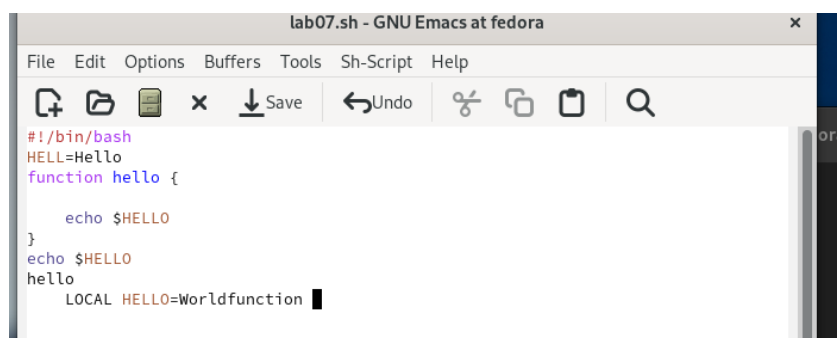 lab07.sh - GNU Emacs at fedora ×
File Edit Options Buffers Tools Sh-Script Help
Save Undo
#!/bin/bash
HELL=Hello
function hello {
echo $HELLO
}
echo $HELLO
hello
LOCAL HELLO=Worldfunction
or